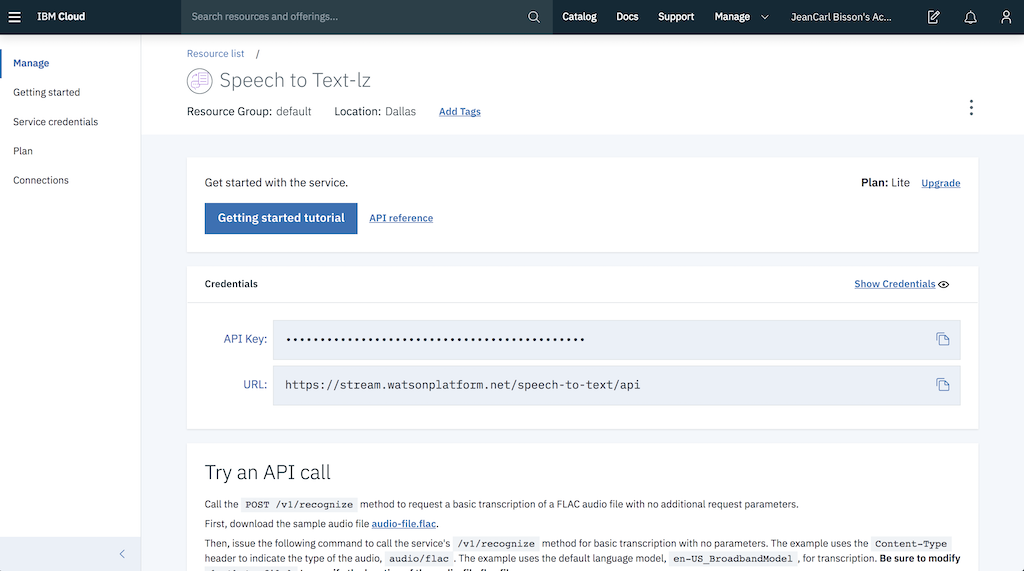 IBM Cloud
Search resources and offerings...
Catalog
Docs
Support
Manage
JeanCarl Bisson's Ac...
Manage
Getting started
Service credentials
Plan
Connections
Resource list /
Speech to Text-lz
Resource Group: default Location: Dallas Add Tags
Get started with the service.
Plan: Lite Upgrade
Getting started tutorial API reference
Credentials
Show Credentials
API Key: ••••••••••••••••••••••••••••••••••••••••••••
URL: https://stream.watsonplatform.net/speech-to-text/api
Try an API call
Call the POST /v1/recognize method to request a basic transcription of a FLAC audio file with no additional request parameters.
First, download the sample audio file audio-file.flac.
Then, issue the following command to call the service's /v1/recognize method for basic transcription with no parameters. The example uses the Content-Type
header to indicate the type of the audio, audio/flac . The example uses the default language model, en-US_BroadbandModel , for transcription. Be sure to modify